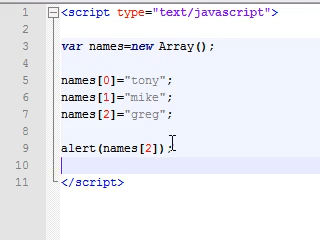 1 <script type="text/javascript">
2
3 var names=new Array();
4
5 names[0]="tony";
6 names[1]="mike";
7 names[2]="greg";
8
9 alert(names[2]);
10
11 </script>